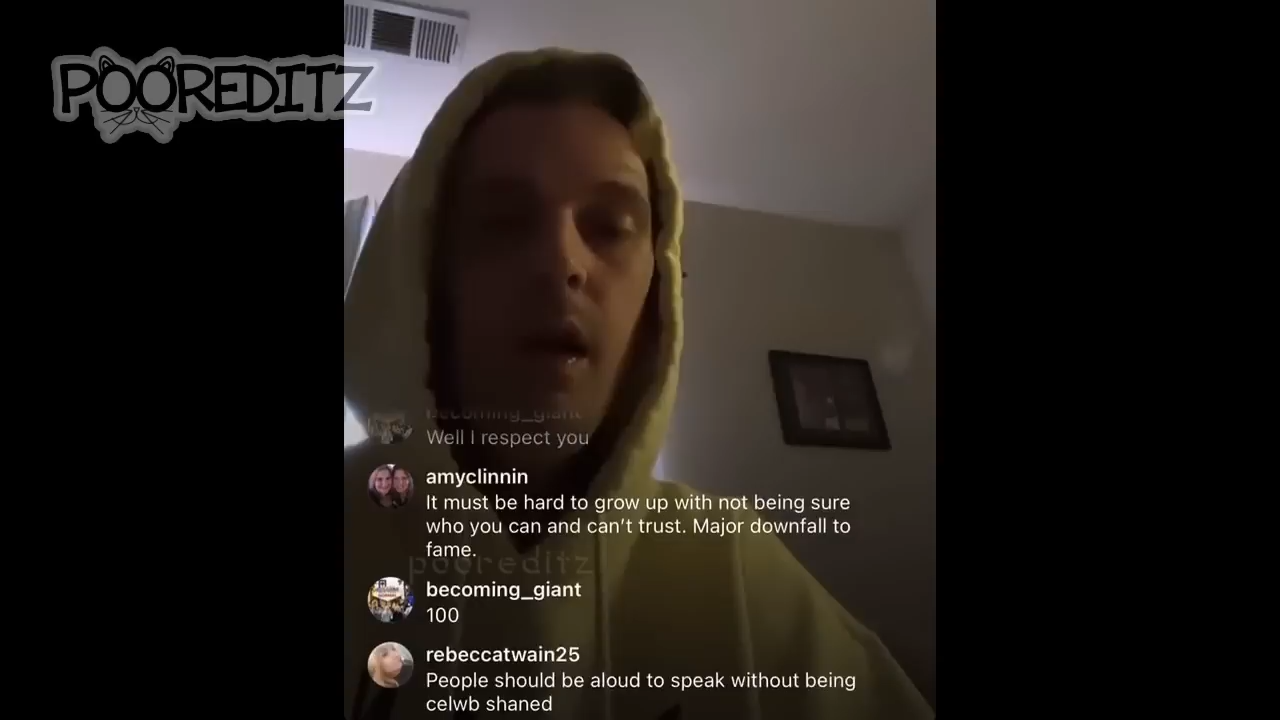 POOREDITZ
becoming_giant
Well I respect you
amyclinnin
It must be hard to grow up with not being sure
who you can and can't trust. Major downfall to
fame.
pooreditz
becoming_giant
100
rebeccatwain25
People should be aloud to speak without being
celwb shaned